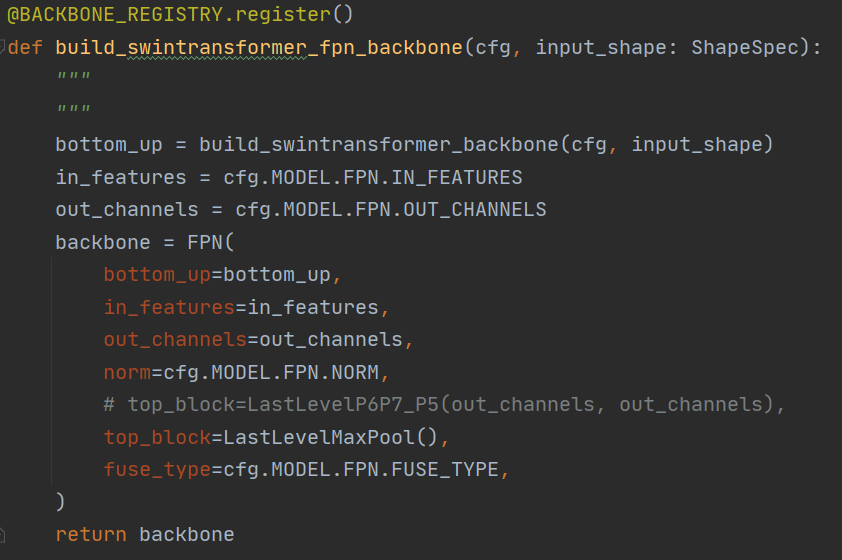 @BACKBONE_REGISTRY.register()
def build_swintransformer_fpn_backbone(cfg, input_shape: ShapeSpec):
    """
    """
    bottom_up = build_swintransformer_backbone(cfg, input_shape)
    in_features = cfg.MODEL.FPN.IN_FEATURES
    out_channels = cfg.MODEL.FPN.OUT_CHANNELS
    backbone = FPN(
        bottom_up=bottom_up,
        in_features=in_features,
        out_channels=out_channels,
        norm=cfg.MODEL.FPN.NORM,
        # top_block=LastLevelP6P7_P5(out_channels, out_channels),
        top_block=LastLevelMaxPool(),
        fuse_type=cfg.MODEL.FPN.FUSE_TYPE,
    )
    return backbone